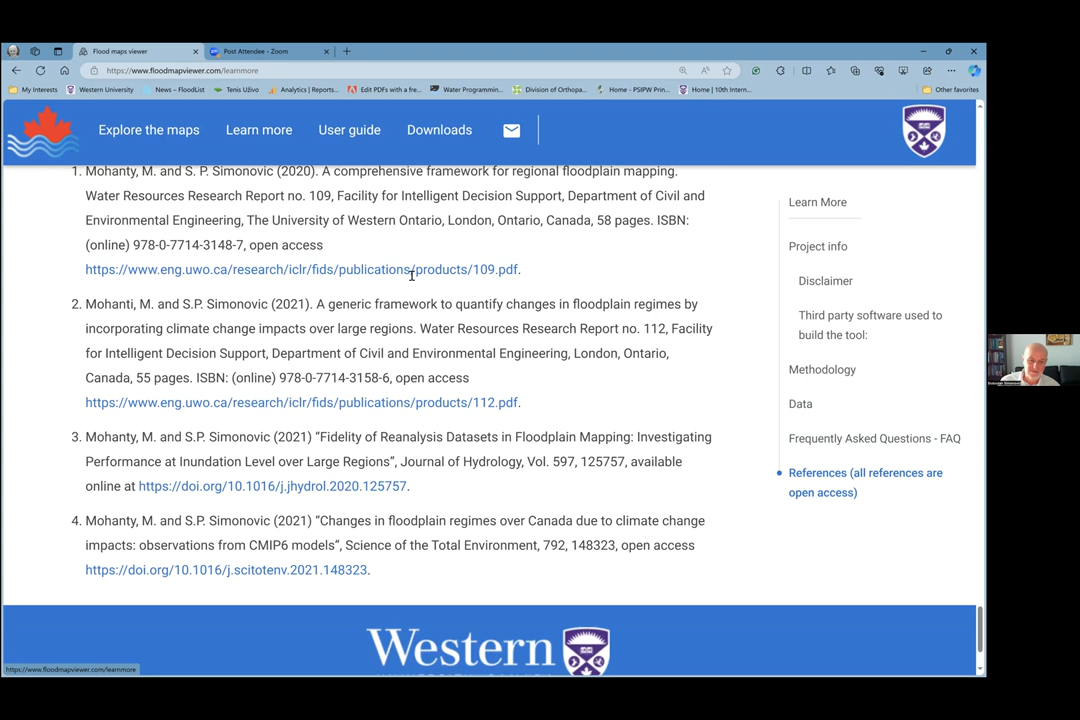 Flood maps viewer
Post Attendee - Zoom
https://www.floodmapviewer.com/learnmore
My Interests
Western University
News – FloodList
Tenis Uživo
Analytics | Reports...
Edit PDFs with a fre...
Water Programmin...
Division of Orthopa...
Home - PSIPW Prin...
Home | 10th Intern...
Other favorites
Explore the maps
Learn more
User guide
Downloads
1. Mohanty, M. and S. P. Simonovic (2020). A comprehensive framework for regional floodplain mapping.
Water Resources Research Report no. 109, Facility for Intelligent Decision Support, Department of Civil and
Environmental Engineering, The University of Western Ontario, London, Ontario, Canada, 58 pages. ISBN:
(online) 978-0-7714-3148-7, open access
https://www.eng.uwo.ca/research/iclr/fids/publications/products/109.pdf.
2. Mohanti, M. and S.P. Simonovic (2021). A generic framework to quantify changes in floodplain regimes by
incorporating climate change impacts over large regions. Water Resources Research Report no. 112, Facility
for Intelligent Decision Support, Department of Civil and Environmental Engineering, London, Ontario,
Canada, 55 pages. ISBN: (online) 978-0-7714-3158-6, open access
https://www.eng.uwo.ca/research/iclr/fids/publications/products/112.pdf.
3. Mohanty, M. and S.P. Simonovic (2021) “Fidelity of Reanalysis Datasets in Floodplain Mapping: Investigating
Performance at Inundation Level over Large Regions”, Journal of Hydrology, Vol. 597, 125757, available
online at https://doi.org/10.1016/j.jhydrol.2020.125757.
4. Mohanty, M. and S.P. Simonovic (2021) “Changes in floodplain regimes over Canada due to climate change
impacts: observations from CMIP6 models“, Science of the Total Environment, 792, 148323, open access
https://doi.org/10.1016/j.scitotenv.2021.148323.
Learn More
Project info
Disclaimer
Third party software used to
build the tool:
Methodology
Data
Frequently Asked Questions - FAQ
References (all references are
open access)
Western
https://www.floodmapviewer.com/learnmore